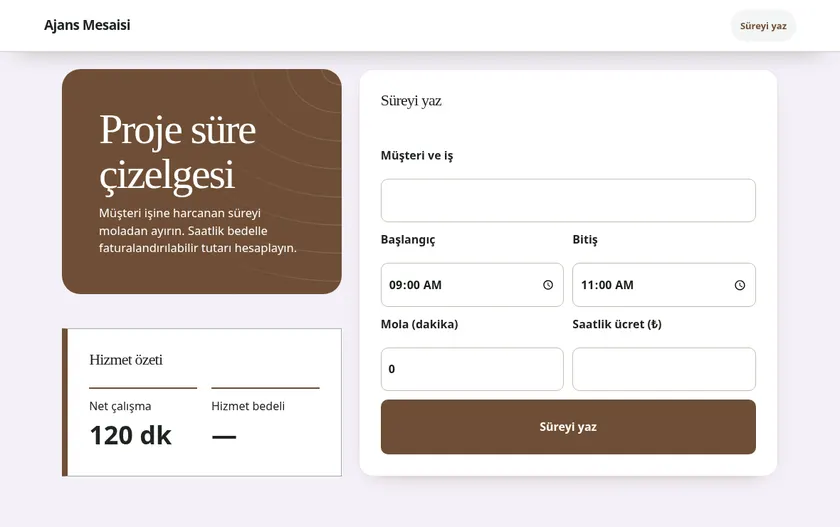 Ajans Mesaisi
Süreyi yaz
Proje süre
çizelgesi
Müşteri işine harcanan süreyi
moladan ayırın. Saatlik bedelle
faturalandırılabilir tutarı hesaplayın.
Hizmet özeti
Net çalışma
120 dk
Hizmet bedeli
—
Süreyi yaz
Müşteri ve iş
Başlangıç
09:00 AM
Bitiş
11:00 AM
Mola (dakika)
0
Saatlik ücret (₺)
Süreyi yaz